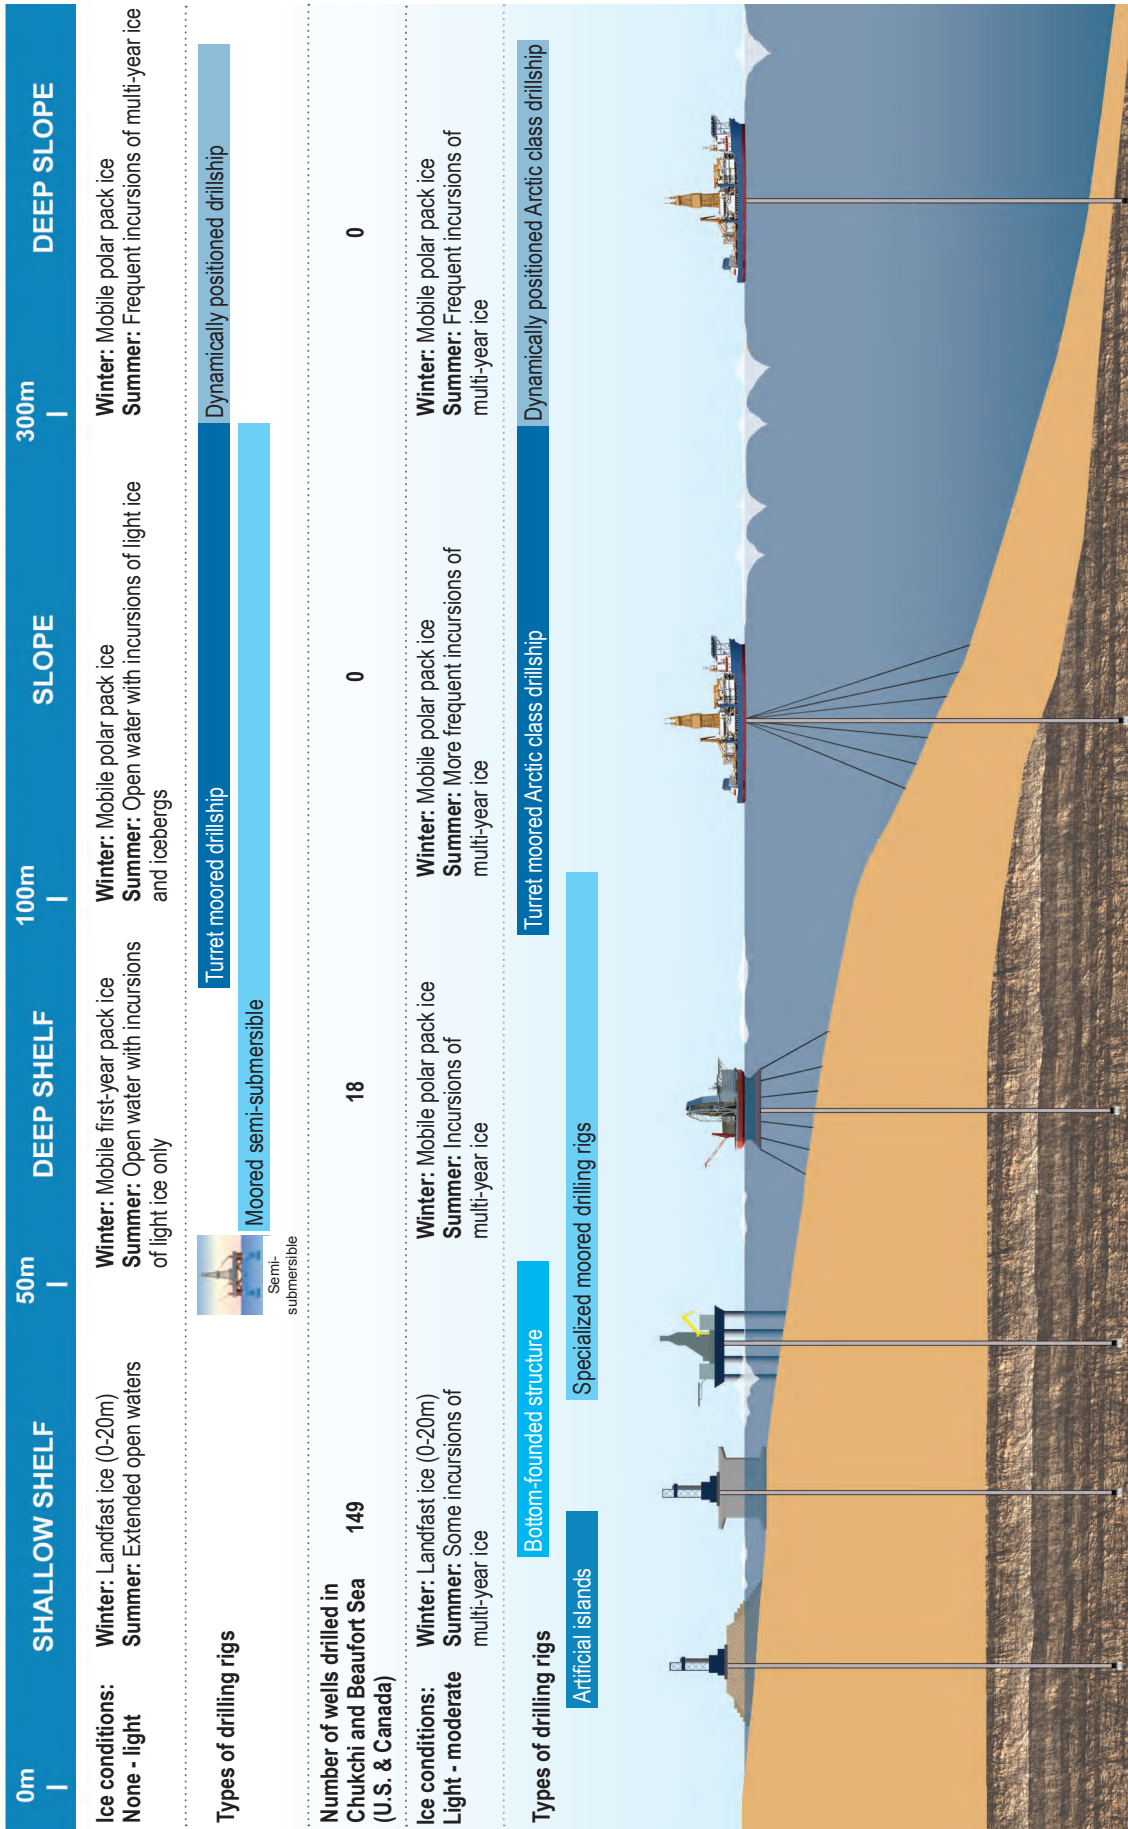 0m
50m
100m
300m
SHALLOW SHELF
DEEP SHELF
SLOPE
DEEP SLOPE
Ice conditions:
None - light
Winter: Landfast ice (0-20m)
Summer: Extended open waters
Winter: Mobile first-year pack ice
Summer: Open water with incursions
of light ice only
Winter: Mobile polar pack ice
Summer: Open water with incursions of light ice
and icebergs
Winter: Mobile polar pack ice
Summer: Frequent incursions of multi-year ice
Types of drilling rigs
Semi-
submersible
Turret moored drillship
Dynamically positioned drillship
Moored semi-submersible
Number of wells drilled in
Chukchi and Beaufort Sea
(U.S. & Canada)
149
18
0
0
Ice conditions:
Light - moderate
Winter: Landfast ice (0-20m)
Summer: Some incursions of
multi-year ice
Winter: Mobile polar pack ice
Summer: Incursions of
multi-year ice
Winter: Mobile polar pack ice
Summer: More frequent incursions of
multi-year ice
Winter: Mobile polar pack ice
Summer: Frequent incursions of
multi-year ice
Types of drilling rigs
Bottom-founded structure
Turret moored Arctic class drillship
Dynamically positioned Arctic class drillship
Artificial islands
Specialized moored drilling rigs